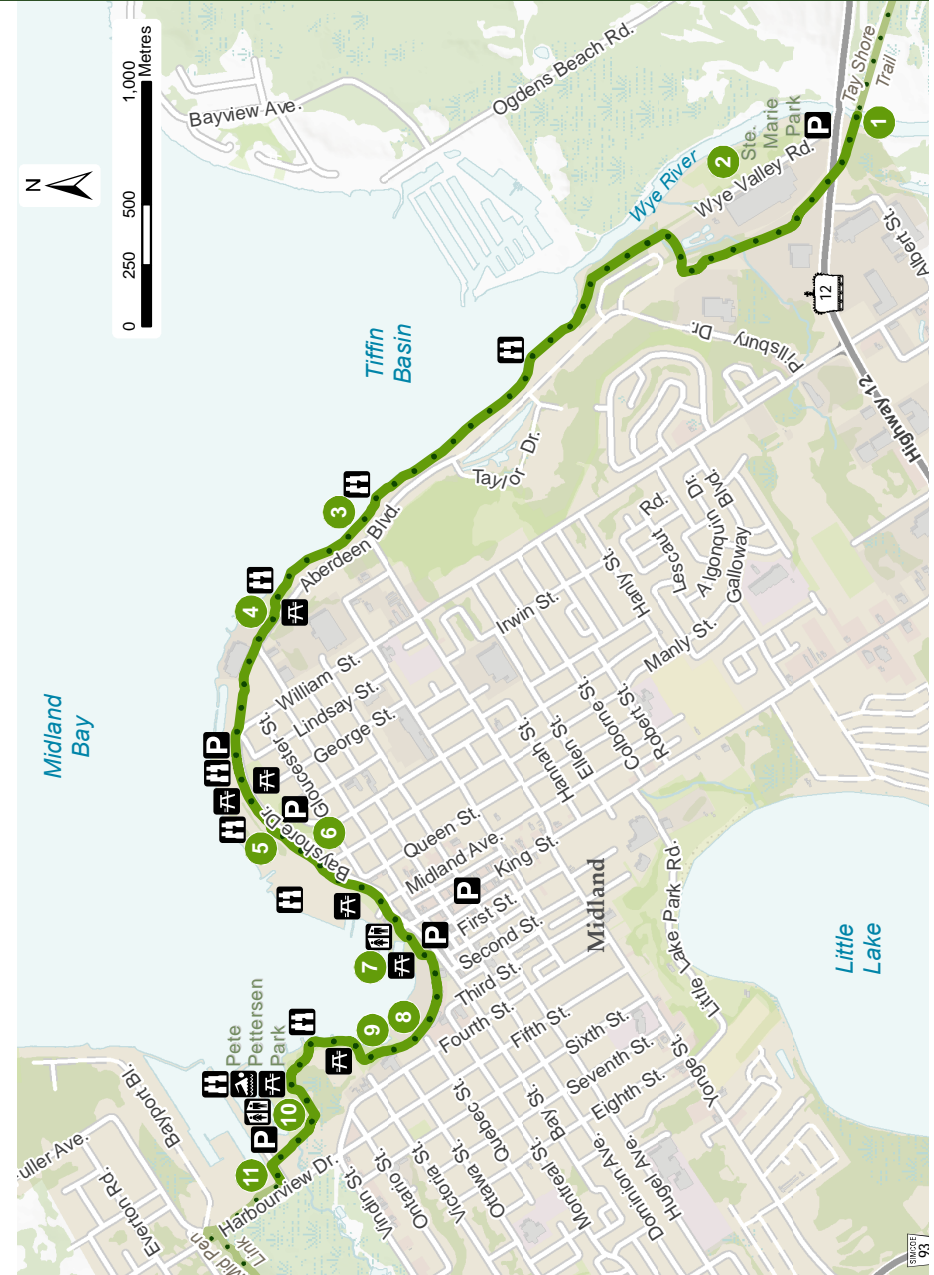 N
0 250 500 1,000
Metres
Bayview Ave.
Ogdens Beach Rd.
Tay Shore
Trail
1
P
Ste.
Marie
Park
2
Wye River
Wye Valley Rd.
Albert St.
12
Highway 12
Pillsbury Dr.
Tiffin
Basin
Taylor Dr.
3
Aberdeen Blvd.
4
Midland
Bay
William St.
Lindsay St.
George St.
Gloucester St.
Irwin St.
Hanly St.
Lescaut Rd.
Algonquin Dr.
Galloway Blvd.
Manly St.
Robert St.
Colborne St.
Ellen St.
Hannah St.
P
P
Bayshore Dr.
5
6
Queen St.
Midland Ave.
King St.
P
First St.
Second St.
Third St.
Fourth St.
Fifth St.
Sixth St.
Seventh St.
Eighth St.
Midland
Little Lake Park Rd.
Little
Lake
Yonge St.
P
7
8
9
Pete
Pettersen
Park
10
P
11
Bayport Bl.
uller Ave.
Everton Rd.
Harbourview Dr.
Mid Pen
Link
Vindin St.
Ontario St.
Victoria St.
Ottawa St.
Quebec St.
Montreal St.
Bay St.
Dominion Ave.
Hugel Ave.
SIMCOE
93